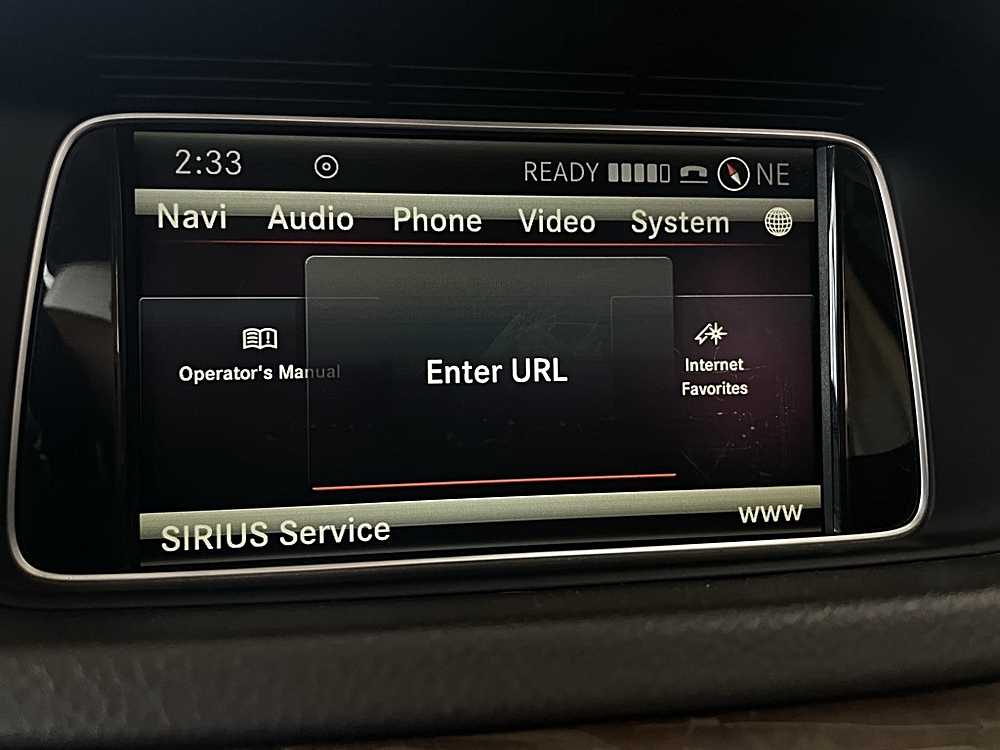 2:33 READY NE
Navi Audio Phone Video System
Operator's Manual
Enter URL
Internet
Favorites
SIRIUS Service
www